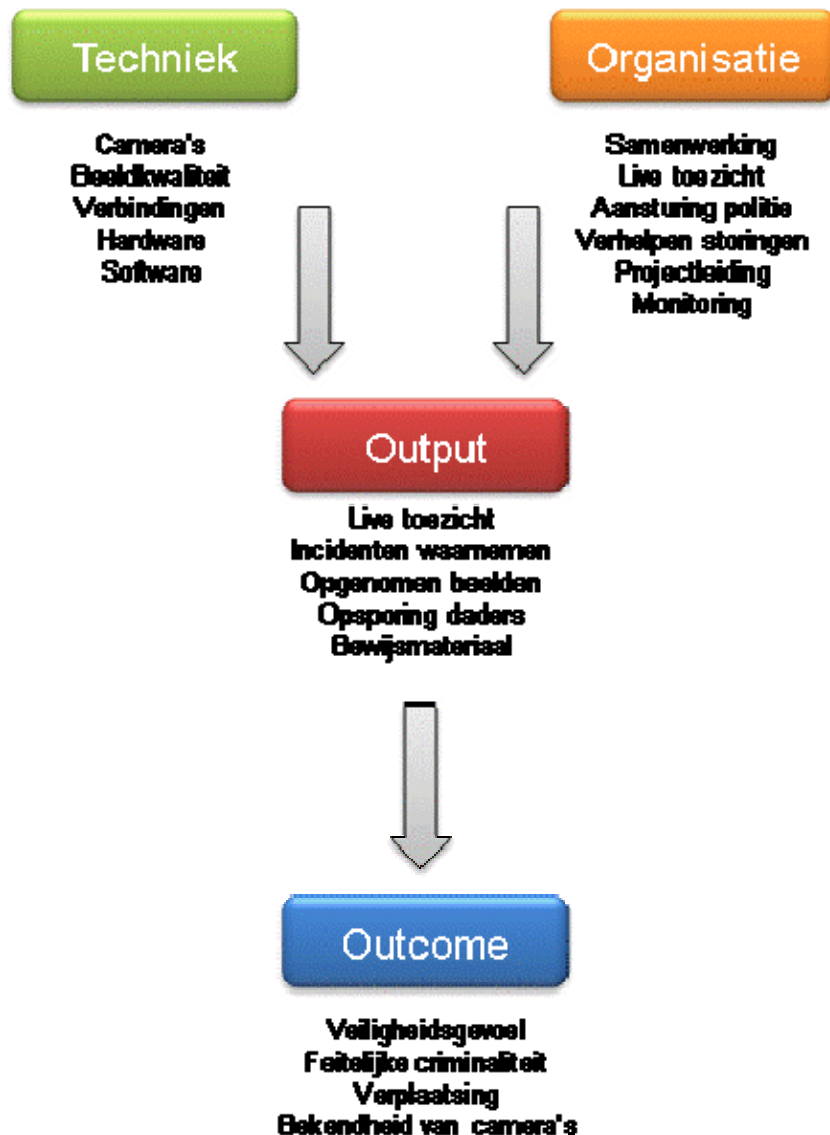 Techniek
Camera's
Beeldkwaliteit
Verbindingen
Hardware
Software
Organisatie
Samenwerking
Live toezicht
Aansturing politie
Verhelpen storingen
Projectleiding
Monitoring
Output
Live toezicht
Incidenten waarnemen
Opgenomen beelden
Opsporing daders
Bewijsmateriaal
Outcome
Veiligheidsgevoel
Feitelijke criminaliteit
Verplaatsing
Bekendheid van camera's